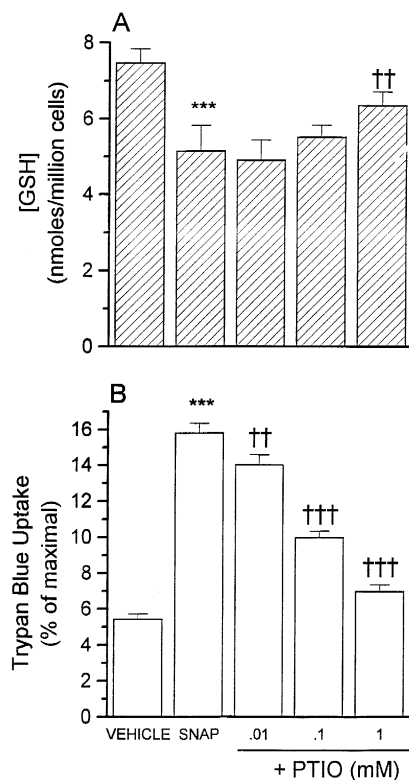 A
8
6
4
2
0
[GSH]
(nmoles/million cells)
***
††
B
16
14
12
10
8
6
4
2
0
Trypan Blue Uptake
(% of maximal)
***
††
†††
†††
VEHICLE SNAP .01 .1 1
+ PTIO (mM)